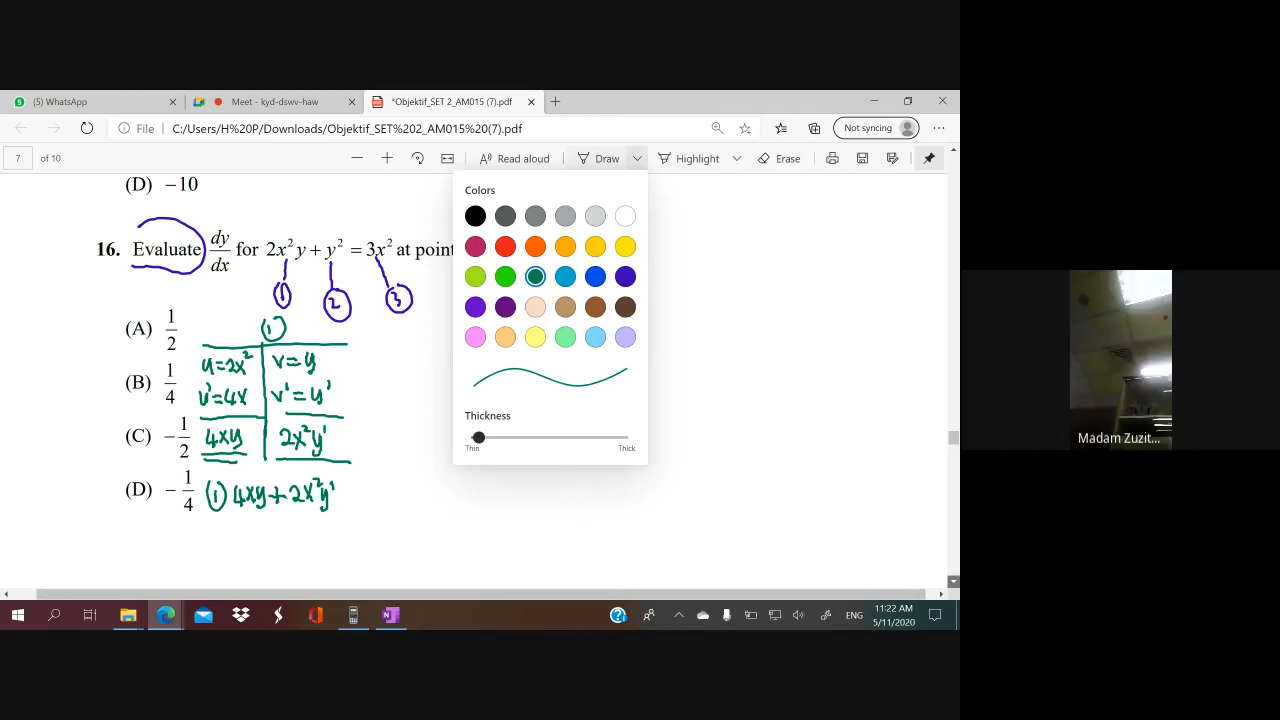 (5) WhatsApp
Meet - kyd-dswv-haw
*Objektif_SET 2_AM015 (7).pdf
File
C:/Users/H%20P/Downloads/Objektif_SET%202_AM015%20(7).pdf
Not syncing
7 of 10
Read aloud
Draw
Highlight
Erase
(D) −10
16. Evaluate dy/dx for 2x²y + y² = 3x² at point
① ② ③
(A) 1/2
(B) 1/4
(C) −1/2
(D) −1/4
①
u=2x² v=y
u'=4x v'=y'
4xy 2x²y'
① 4xy+2x²y'
Colors
Thickness
Thin Thick
Madam Zuzit...
ENG
11:22 AM
5/11/2020